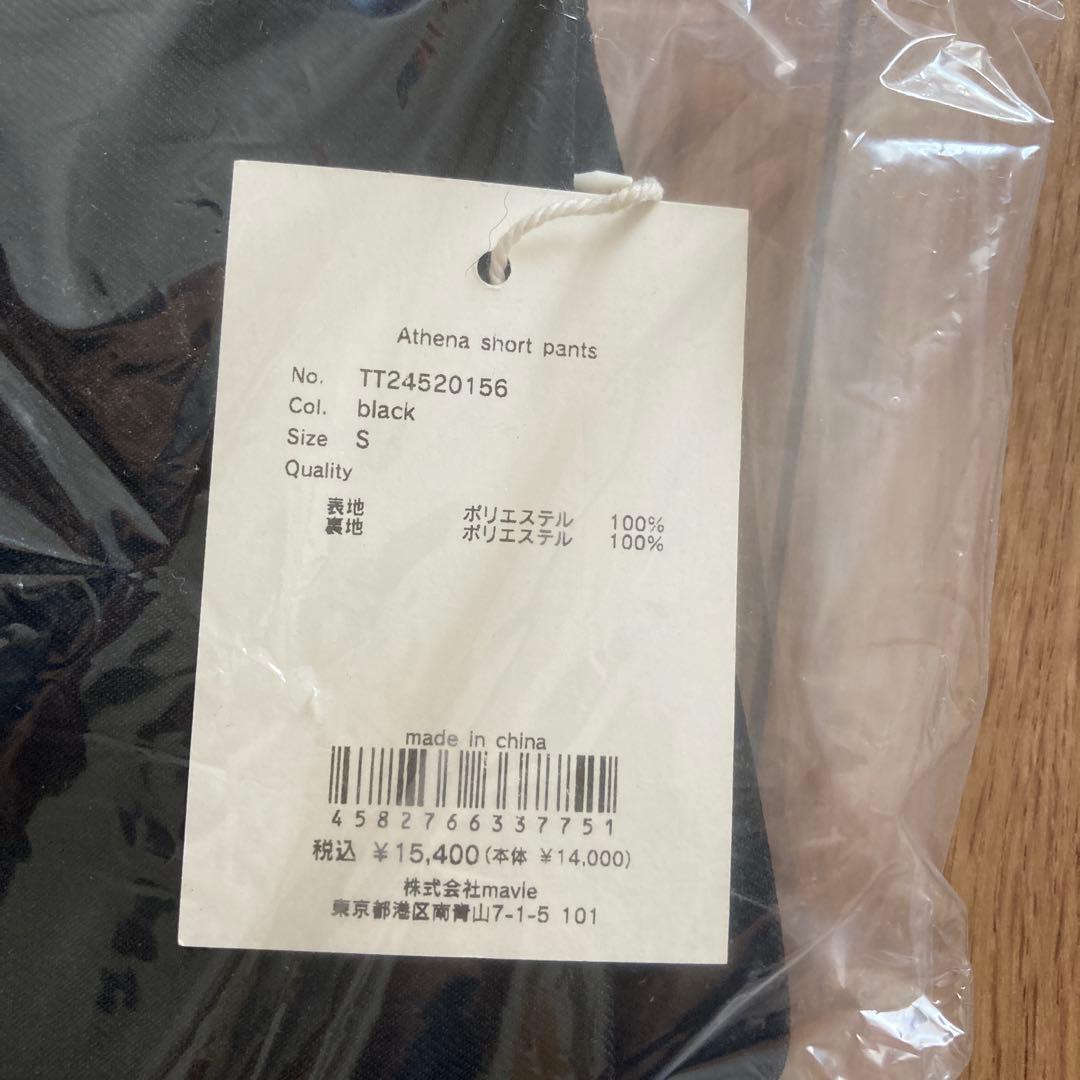 Athena short pants
No. TT24520156
Col. black
Size S
Quality
表地 ポリエステル 100%
裏地 ポリエステル 100%
made in china
4582766337751
税込 ¥15,400(本体 ¥14,000)
株式会社mavie
東京都港区南青山7-1-5 101